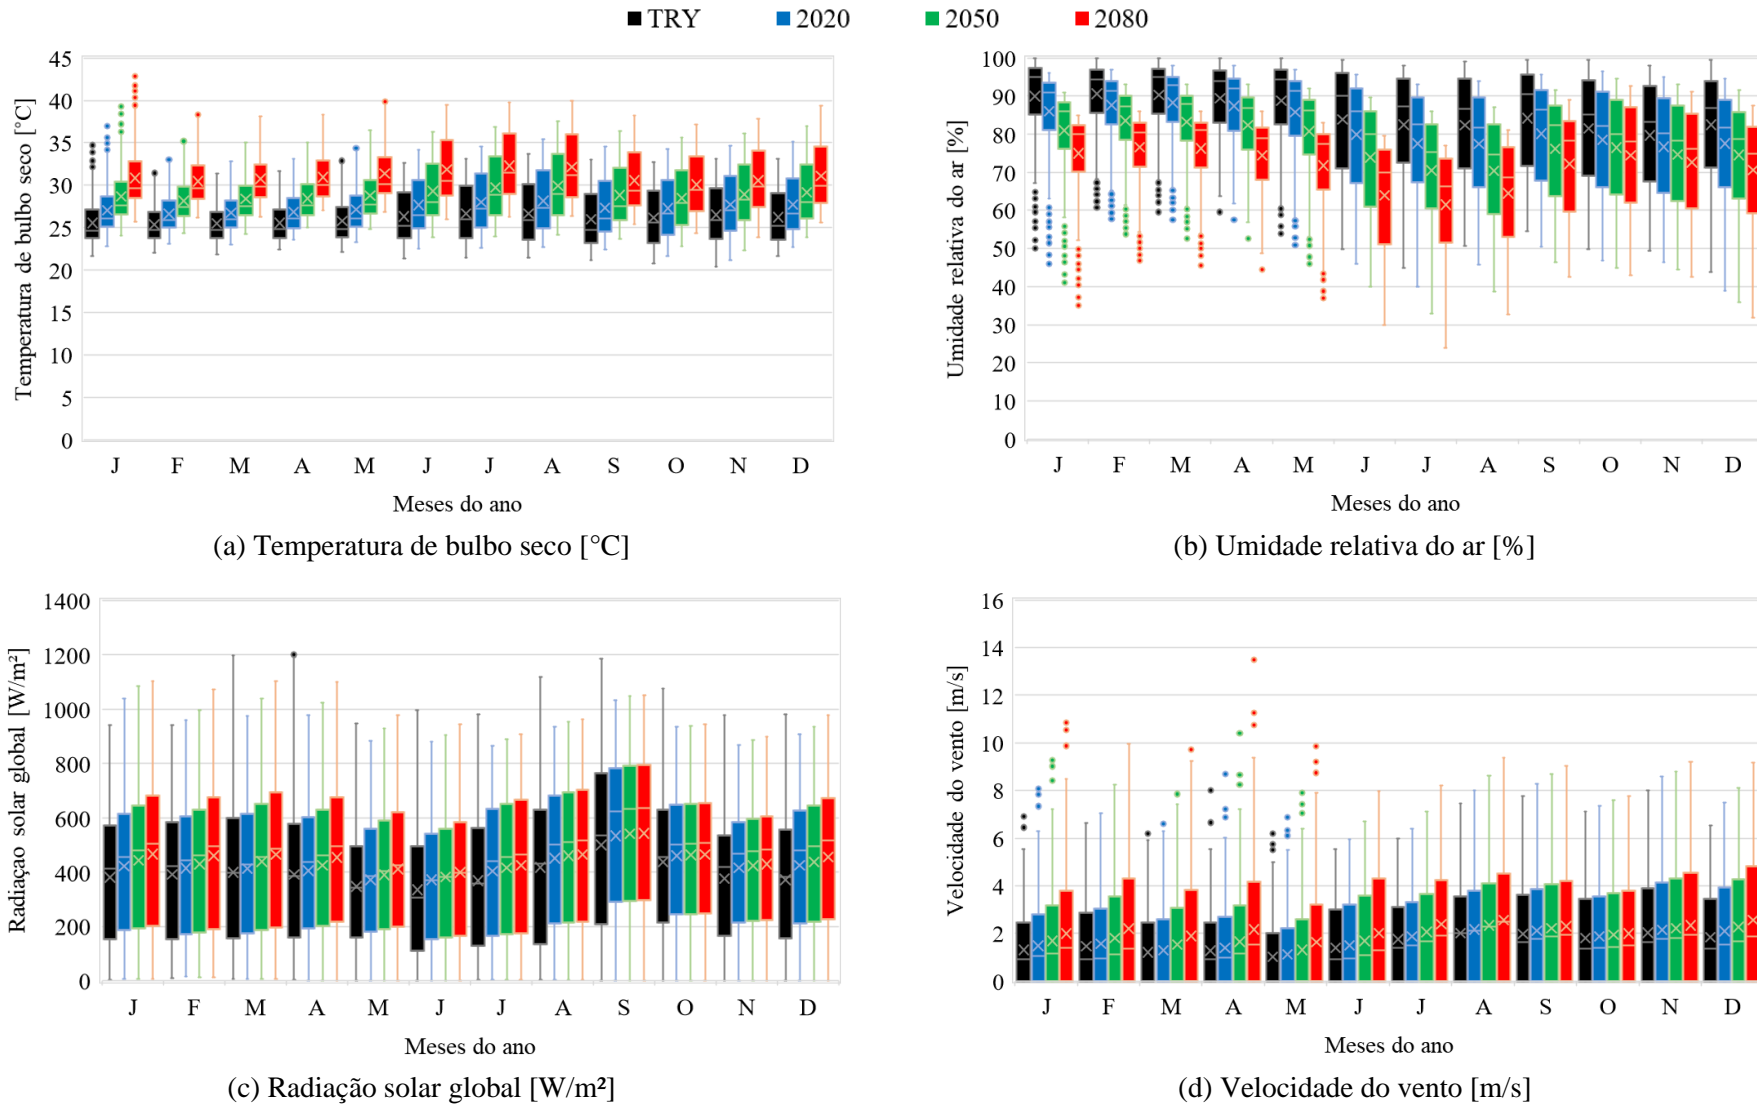 TRY 2020 2050 2080
Temperatura de bulbo seco [°C]
45
40
35
30
25
20
15
10
5
0
J F M A M J J A S O N D
Meses do ano
(a) Temperatura de bulbo seco [°C]
Umidade relativa do ar [%]
100
90
80
70
60
50
40
30
20
10
0
J F M A M J J A S O N D
Meses do ano
(b) Umidade relativa do ar [%]
Radiação solar global [W/m²]
1400
1200
1000
800
600
400
200
0
J F M A M J J A S O N D
Meses do ano
(c) Radiação solar global [W/m²]
Velocidade do vento [m/s]
16
14
12
10
8
6
4
2
0
J F M A M J J A S O N D
Meses do ano
(d) Velocidade do vento [m/s]